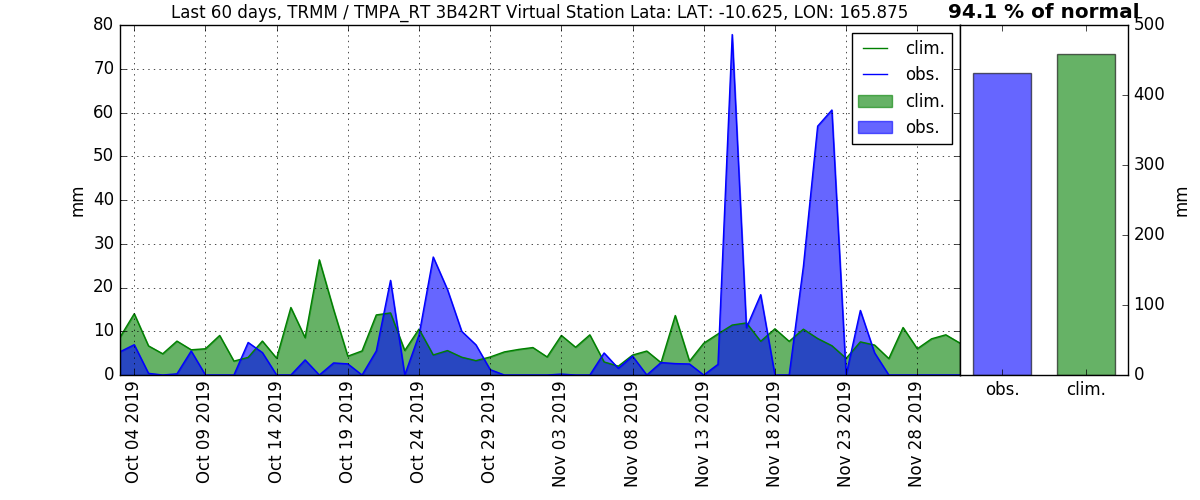 Last 60 days, TRMM / TMPA_RT 3B42RT Virtual Station Lata: LAT: -10.625, LON: 165.875
94.1 % of normal
mm
80
70
60
50
40
30
20
10
0
clim.
obs.
clim.
obs.
Oct 04 2019
Oct 09 2019
Oct 14 2019
Oct 19 2019
Oct 24 2019
Oct 29 2019
Nov 03 2019
Nov 08 2019
Nov 13 2019
Nov 18 2019
Nov 23 2019
Nov 28 2019
500
400
300
200
100
0
mm
obs.
clim.